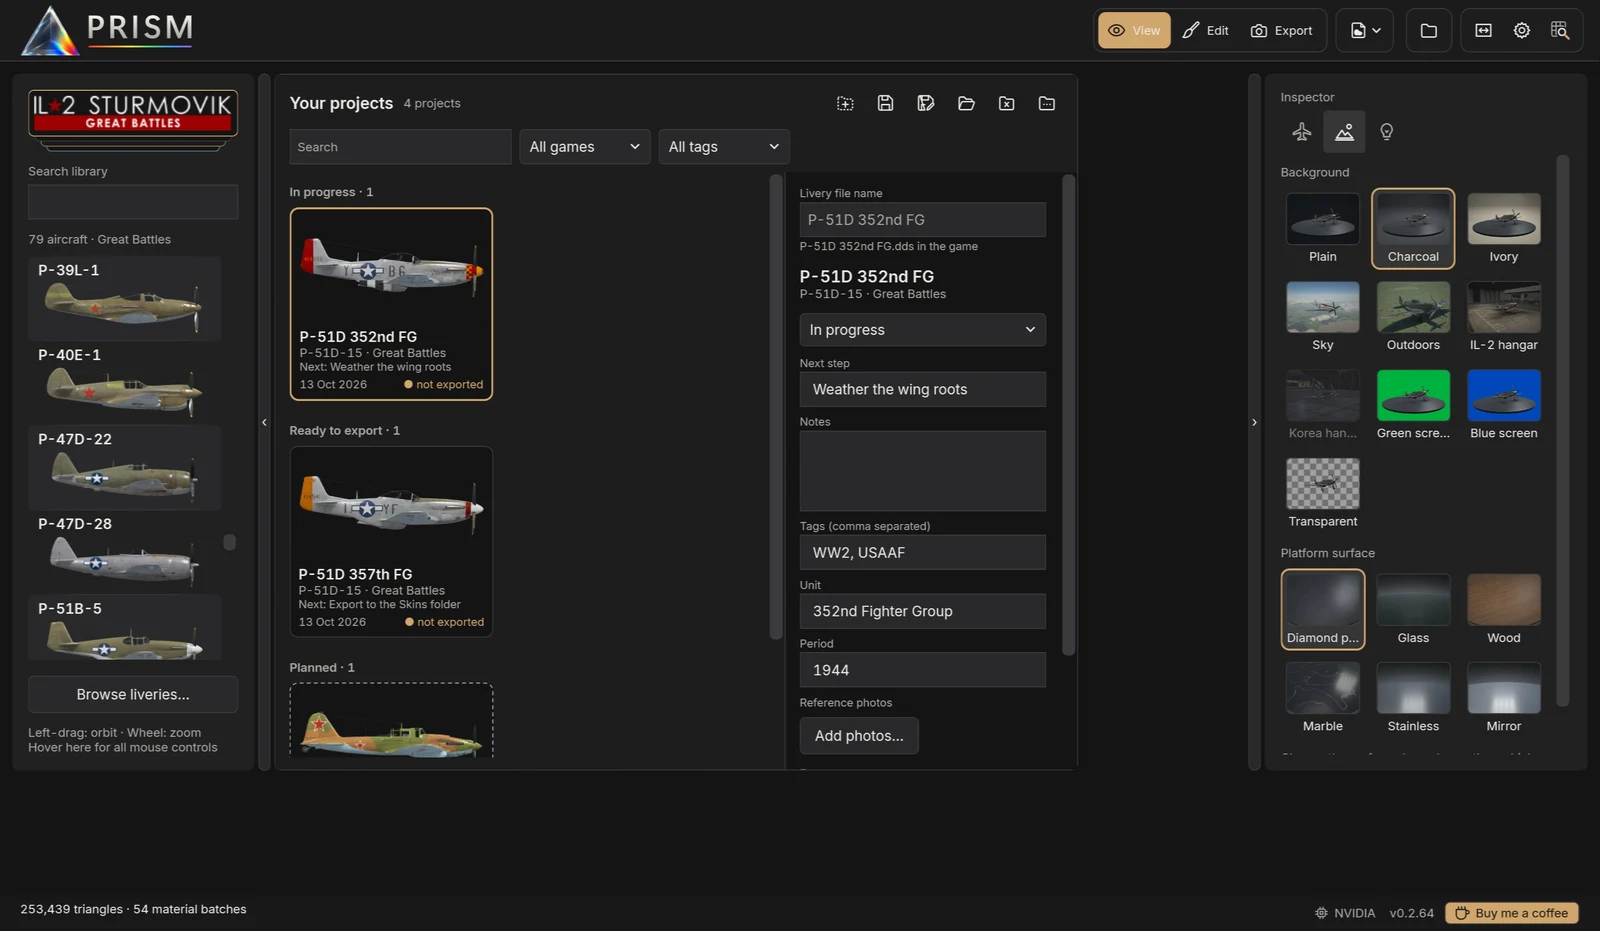 PRISM
View
Edit
Export
IL★2 STURMOVIK
GREAT BATTLES
Search library
79 aircraft · Great Battles
P-39L-1
P-40E-1
P-47D-22
P-47D-28
P-51B-5
Browse liveries...
Left-drag: orbit · Wheel: zoom
Hover here for all mouse controls
Your projects 4 projects
Search
All games
All tags
In progress · 1
P-51D 352nd FG
P-51D-15 · Great Battles
Next: Weather the wing roots
13 Oct 2026
not exported
Ready to export · 1
P-51D 357th FG
P-51D-15 · Great Battles
Next: Export to the Skins folder
13 Oct 2026
not exported
Planned · 1
Livery file name
P-51D 352nd FG
P-51D 352nd FG.dds in the game
P-51D 352nd FG
P-51D-15 · Great Battles
In progress
Next step
Weather the wing roots
Notes
Tags (comma separated)
WW2, USAAF
Unit
352nd Fighter Group
Period
1944
Reference photos
Add photos...
Inspector
Background
Plain
Charcoal
Ivory
Sky
Outdoors
IL-2 hangar
Korea han...
Green scre...
Blue screen
Transparent
Platform surface
Diamond p...
Glass
Wood
Marble
Stainless
Mirror
253,439 triangles · 54 material batches
NVIDIA
v0.2.64
Buy me a coffee